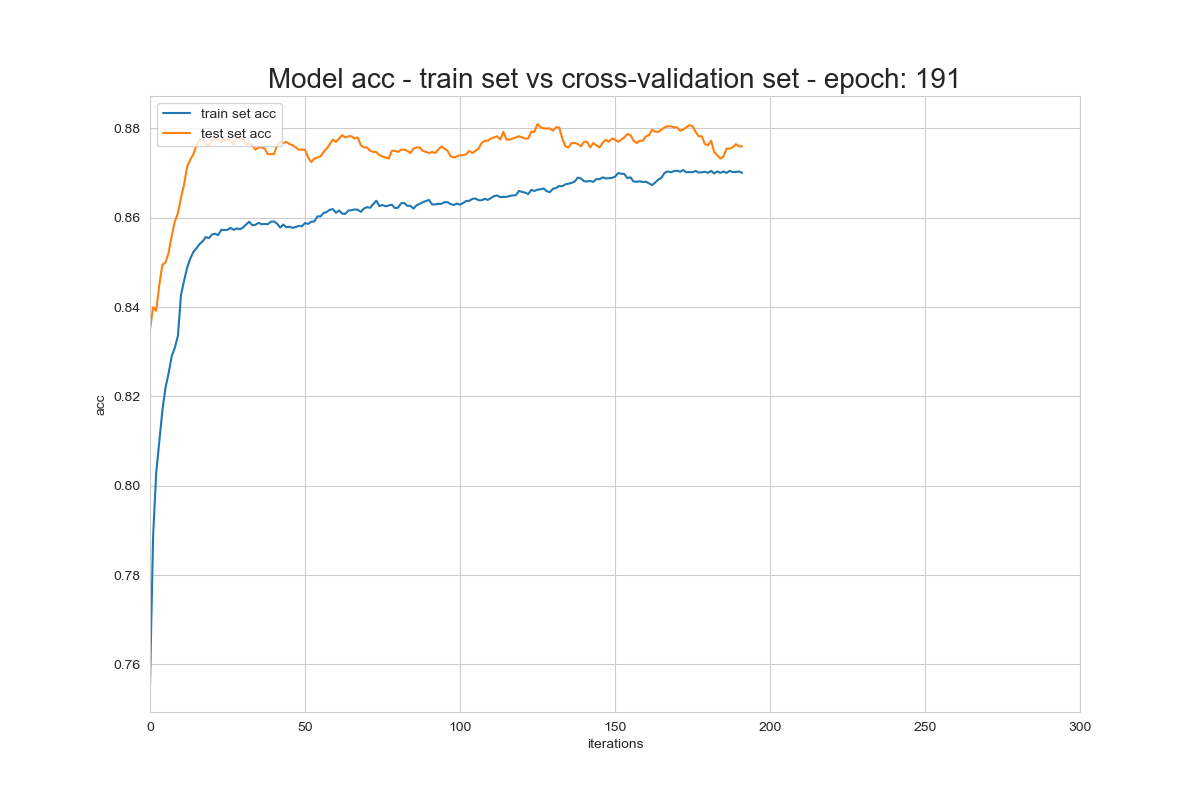 Model acc - train set vs cross-validation set - epoch: 191
train set acc
test set acc
0.88
0.86
0.84
0.82
0.80
0.78
0.76
acc
0 50 100 150 200 250 300
iterations